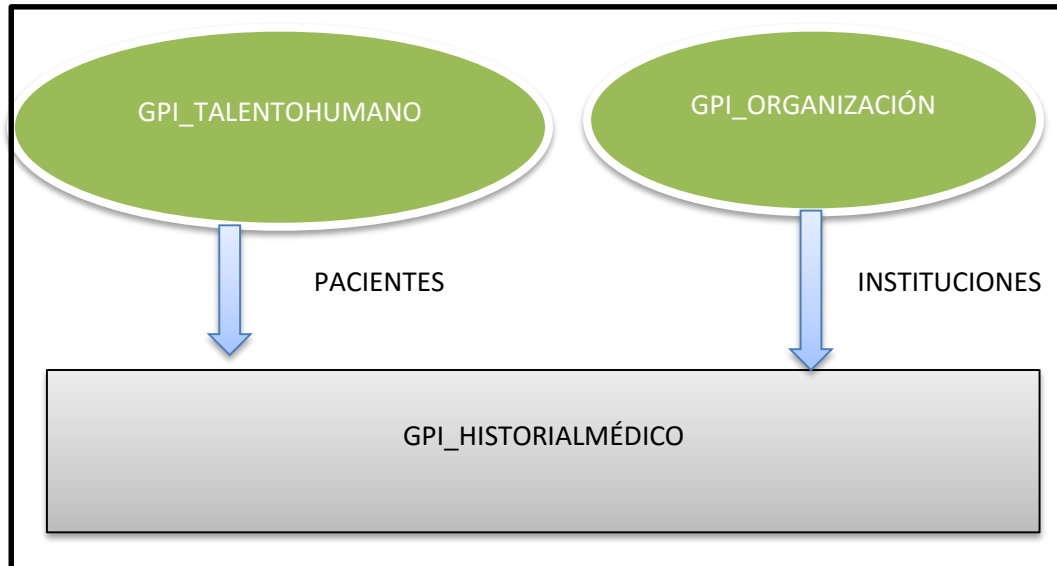 GPI_TALENTOHUMANO
GPI_ORGANIZACIÓN
PACIENTES
INSTITUCIONES
GPI_HISTORIALMÉDICO